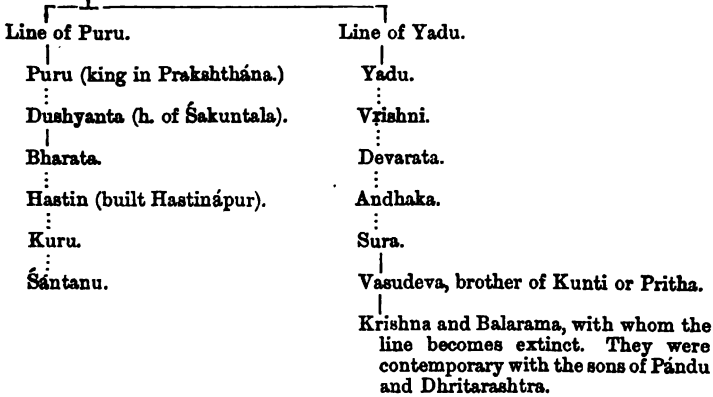 Line of Puru.
Puru (king in Prakshthána.)
Dushyanta (h. of Śakuntala).
Bharata.
Hastin (built Hastinápur).
Kuru.
Śántanu.
Line of Yadu.
Yadu.
Vrishni.
Devarata.
Andhaka.
Sura.
Vasudeva, brother of Kunti or Pritha.
Krishna and Balarama, with whom the
line becomes extinct. They were
contemporary with the sons of Pándu
and Dhritarashtra.